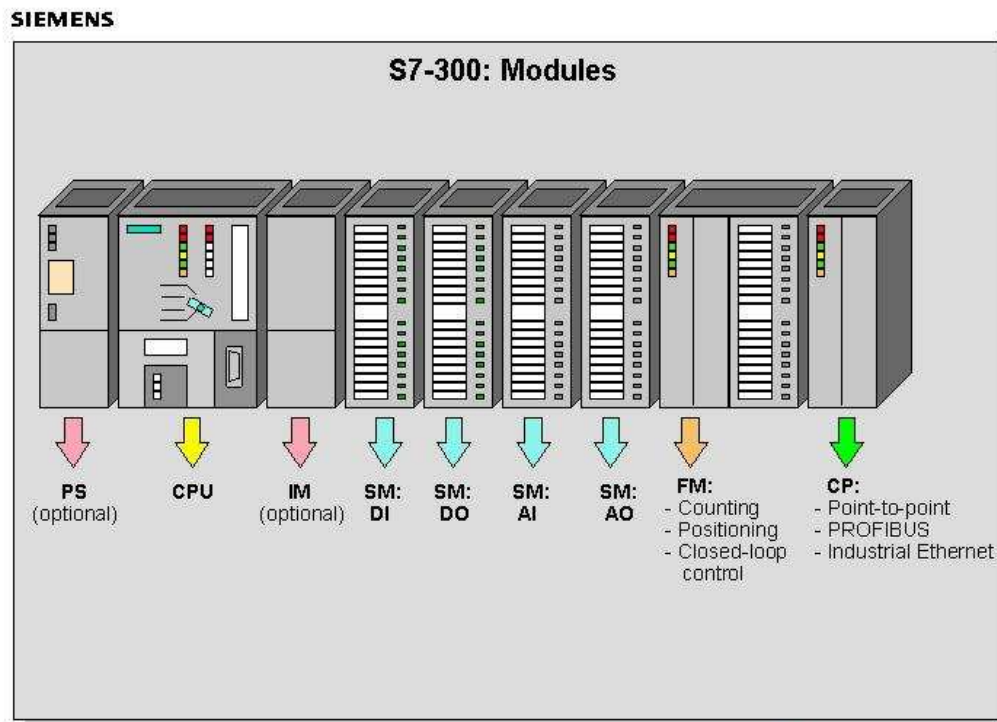 SIEMENS
S7-300: Modules
PS
(optional)
CPU
IM
(optional)
SM:
DI
SM:
DO
SM:
AI
SM:
AO
FM:
- Counting
- Positioning
- Closed-loop
control
CP:
- Point-to-point
- PROFIBUS
- Industrial Ethernet